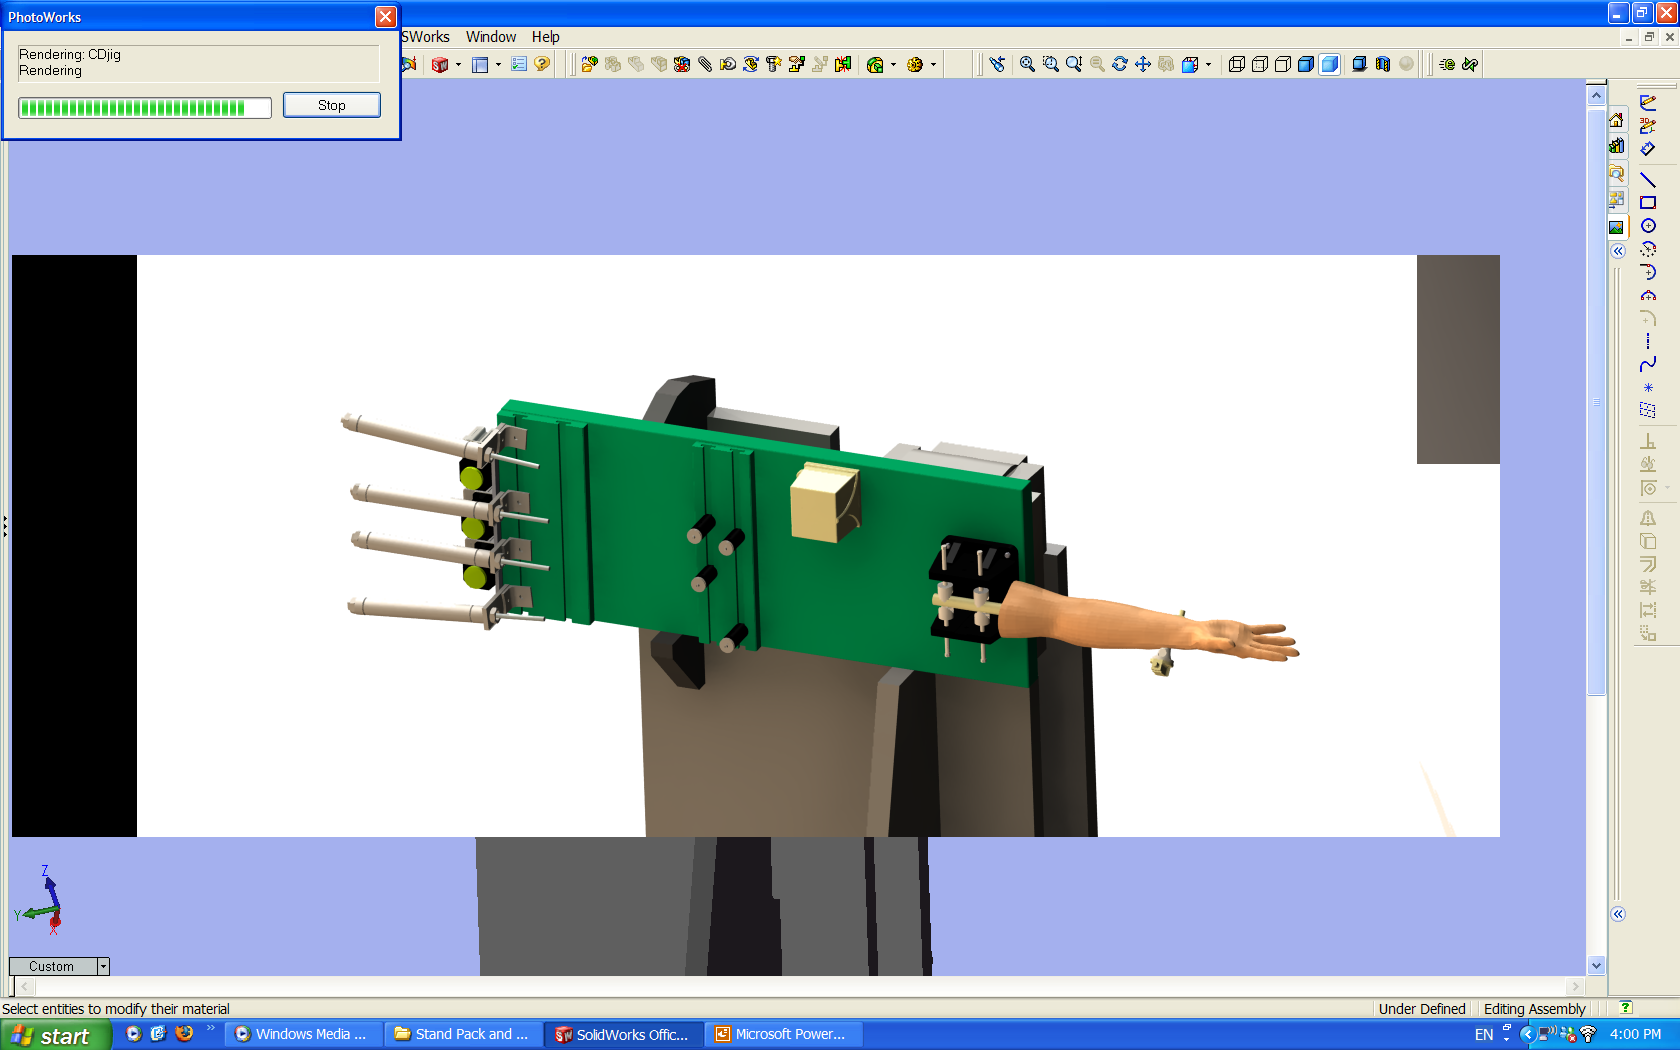 PhotoWorks
Rendering: CDjig
Rendering
Stop
SWorks Window Help
3D
Z
Y
X
Custom
Select entities to modify their material
Under Defined
Editing Assembly
start
Windows Media ...
Stand Pack and ...
SolidWorks Offic...
Microsoft Power...
EN
4:00 PM